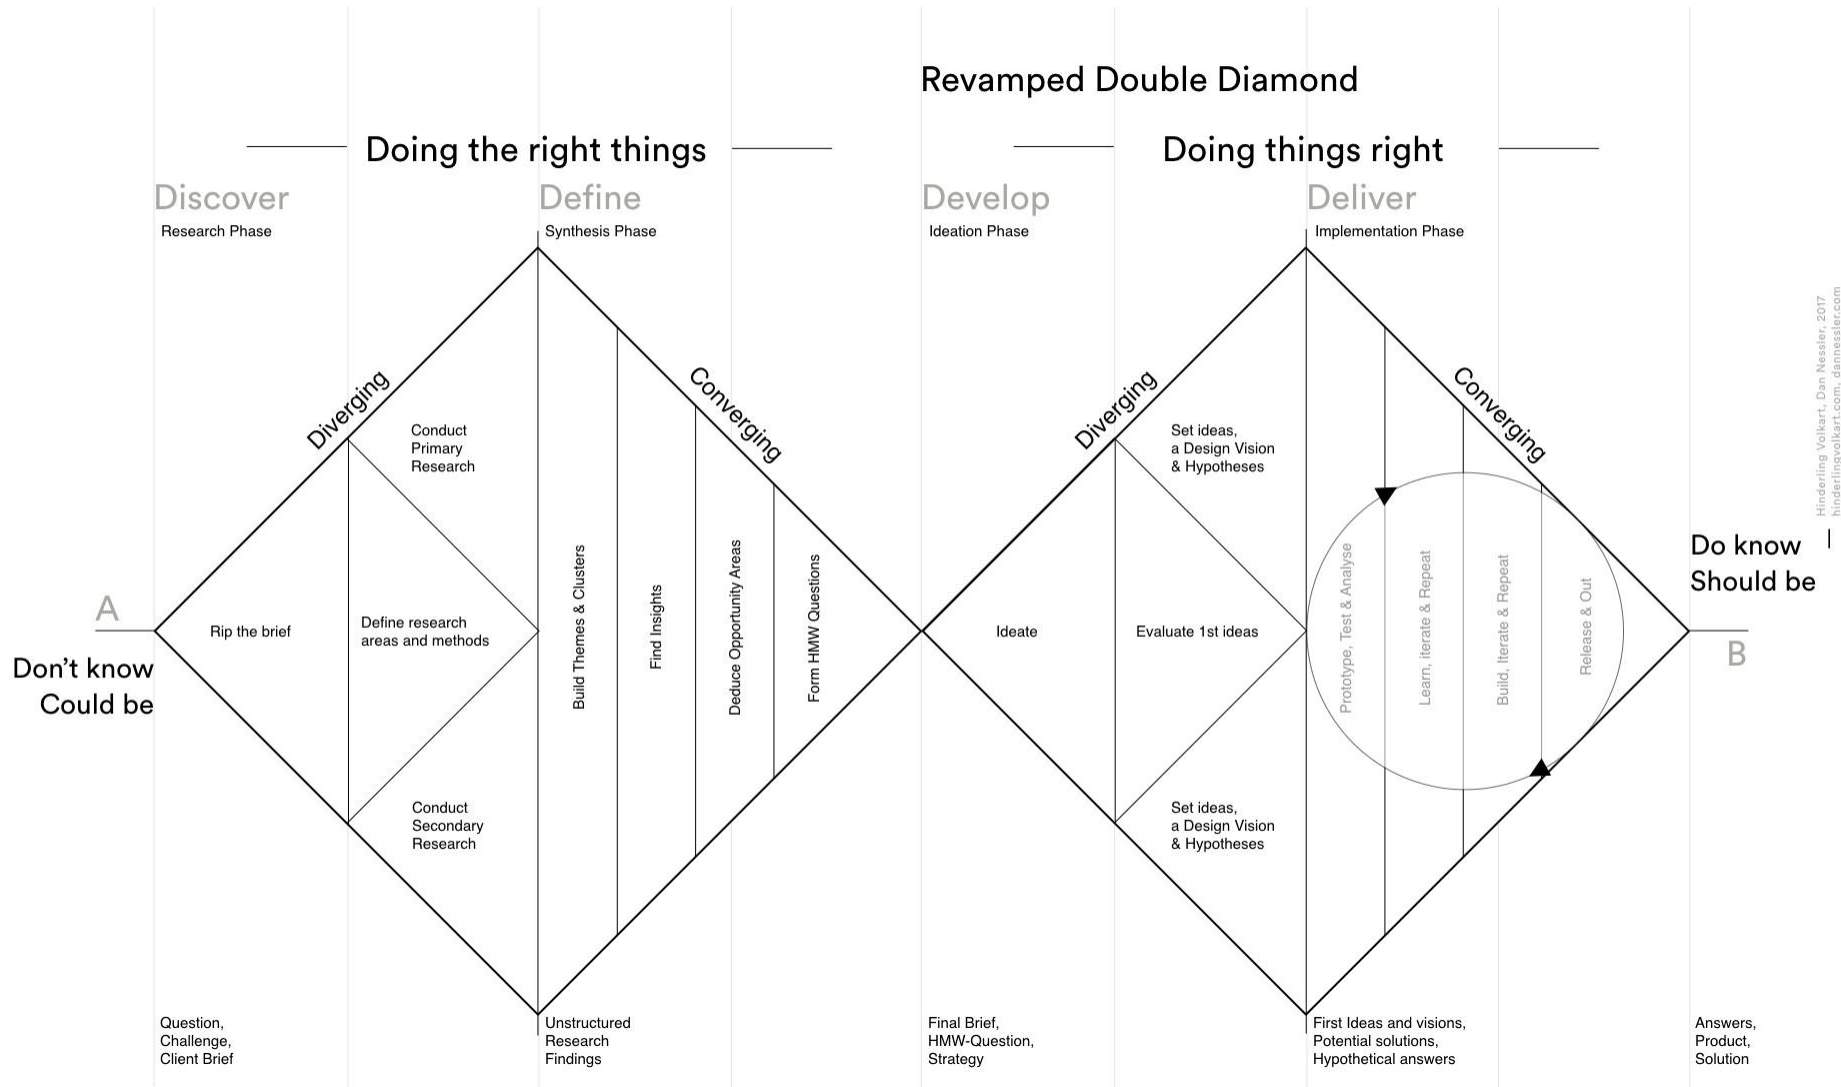 Revamped Double Diamond
Doing the right things
Doing things right
Discover
Research Phase
Define
Synthesis Phase
Develop
Ideation Phase
Deliver
Implementation Phase
Diverging
Converging
Diverging
Converging
A
Don't know
Could be
Rip the brief
Conduct
Primary
Research
Define research
areas and methods
Conduct
Secondary
Research
Build Themes & Clusters
Find Insights
Deduce Opportunity Areas
Form HMW Questions
Ideate
Set ideas,
a Design Vision
& Hypotheses
Evaluate 1st ideas
Set ideas,
a Design Vision
& Hypotheses
Prototype, Test & Analyse
Learn, iterate & Repeat
Build, Iterate & Repeat
Release & Out
Do know
Should be
B
Question,
Challenge,
Client Brief
Unstructured
Research
Findings
Final Brief,
HMW-Question,
Strategy
First Ideas and visions,
Potential solutions,
Hypothetical answers
Answers,
Product,
Solution
Hinderling Volkart, Dan Nessler, 2017
hinderlingvolkart.com, dannessler.com